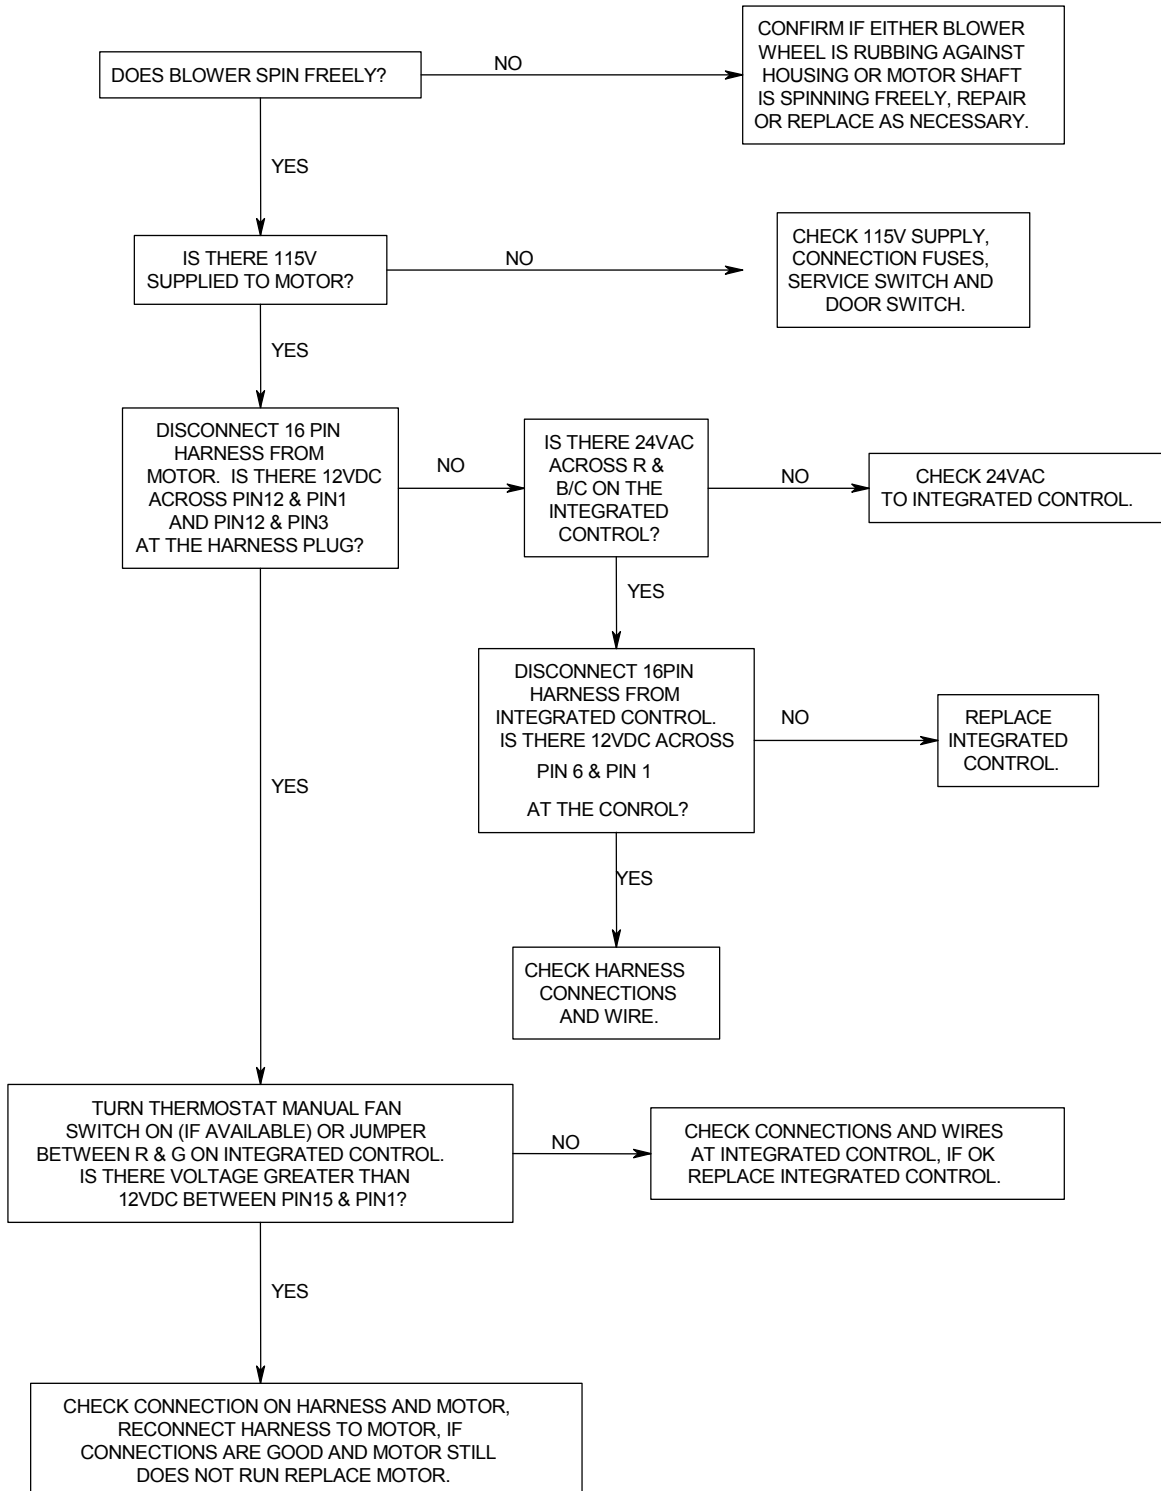 DOES BLOWER SPIN FREELY?
NO
CONFIRM IF EITHER BLOWER
WHEEL IS RUBBING AGAINST
HOUSING OR MOTOR SHAFT
IS SPINNING FREELY, REPAIR
OR REPLACE AS NECESSARY.
YES
IS THERE 115V
SUPPLIED TO MOTOR?
NO
CHECK 115V SUPPLY,
CONNECTION FUSES,
SERVICE SWITCH AND
DOOR SWITCH.
YES
DISCONNECT 16 PIN
HARNESS FROM
MOTOR. IS THERE 12VDC
ACROSS PIN12 & PIN1
AND PIN12 & PIN3
AT THE HARNESS PLUG?
NO
IS THERE 24VAC
ACROSS R &
B/C ON THE
INTEGRATED
CONTROL?
NO
CHECK 24VAC
TO INTEGRATED CONTROL.
YES
DISCONNECT 16PIN
HARNESS FROM
INTEGRATED CONTROL.
IS THERE 12VDC ACROSS
PIN 6 & PIN 1
AT THE CONROL?
NO
REPLACE
INTEGRATED
CONTROL.
YES
CHECK HARNESS
CONNECTIONS
AND WIRE.
YES
TURN THERMOSTAT MANUAL FAN
SWITCH ON (IF AVAILABLE) OR JUMPER
BETWEEN R & G ON INTEGRATED CONTROL.
IS THERE VOLTAGE GREATER THAN
12VDC BETWEEN PIN15 & PIN1?
NO
CHECK CONNECTIONS AND WIRES
AT INTEGRATED CONTROL, IF OK
REPLACE INTEGRATED CONTROL.
YES
CHECK CONNECTION ON HARNESS AND MOTOR,
RECONNECT HARNESS TO MOTOR, IF
CONNECTIONS ARE GOOD AND MOTOR STILL
DOES NOT RUN REPLACE MOTOR.